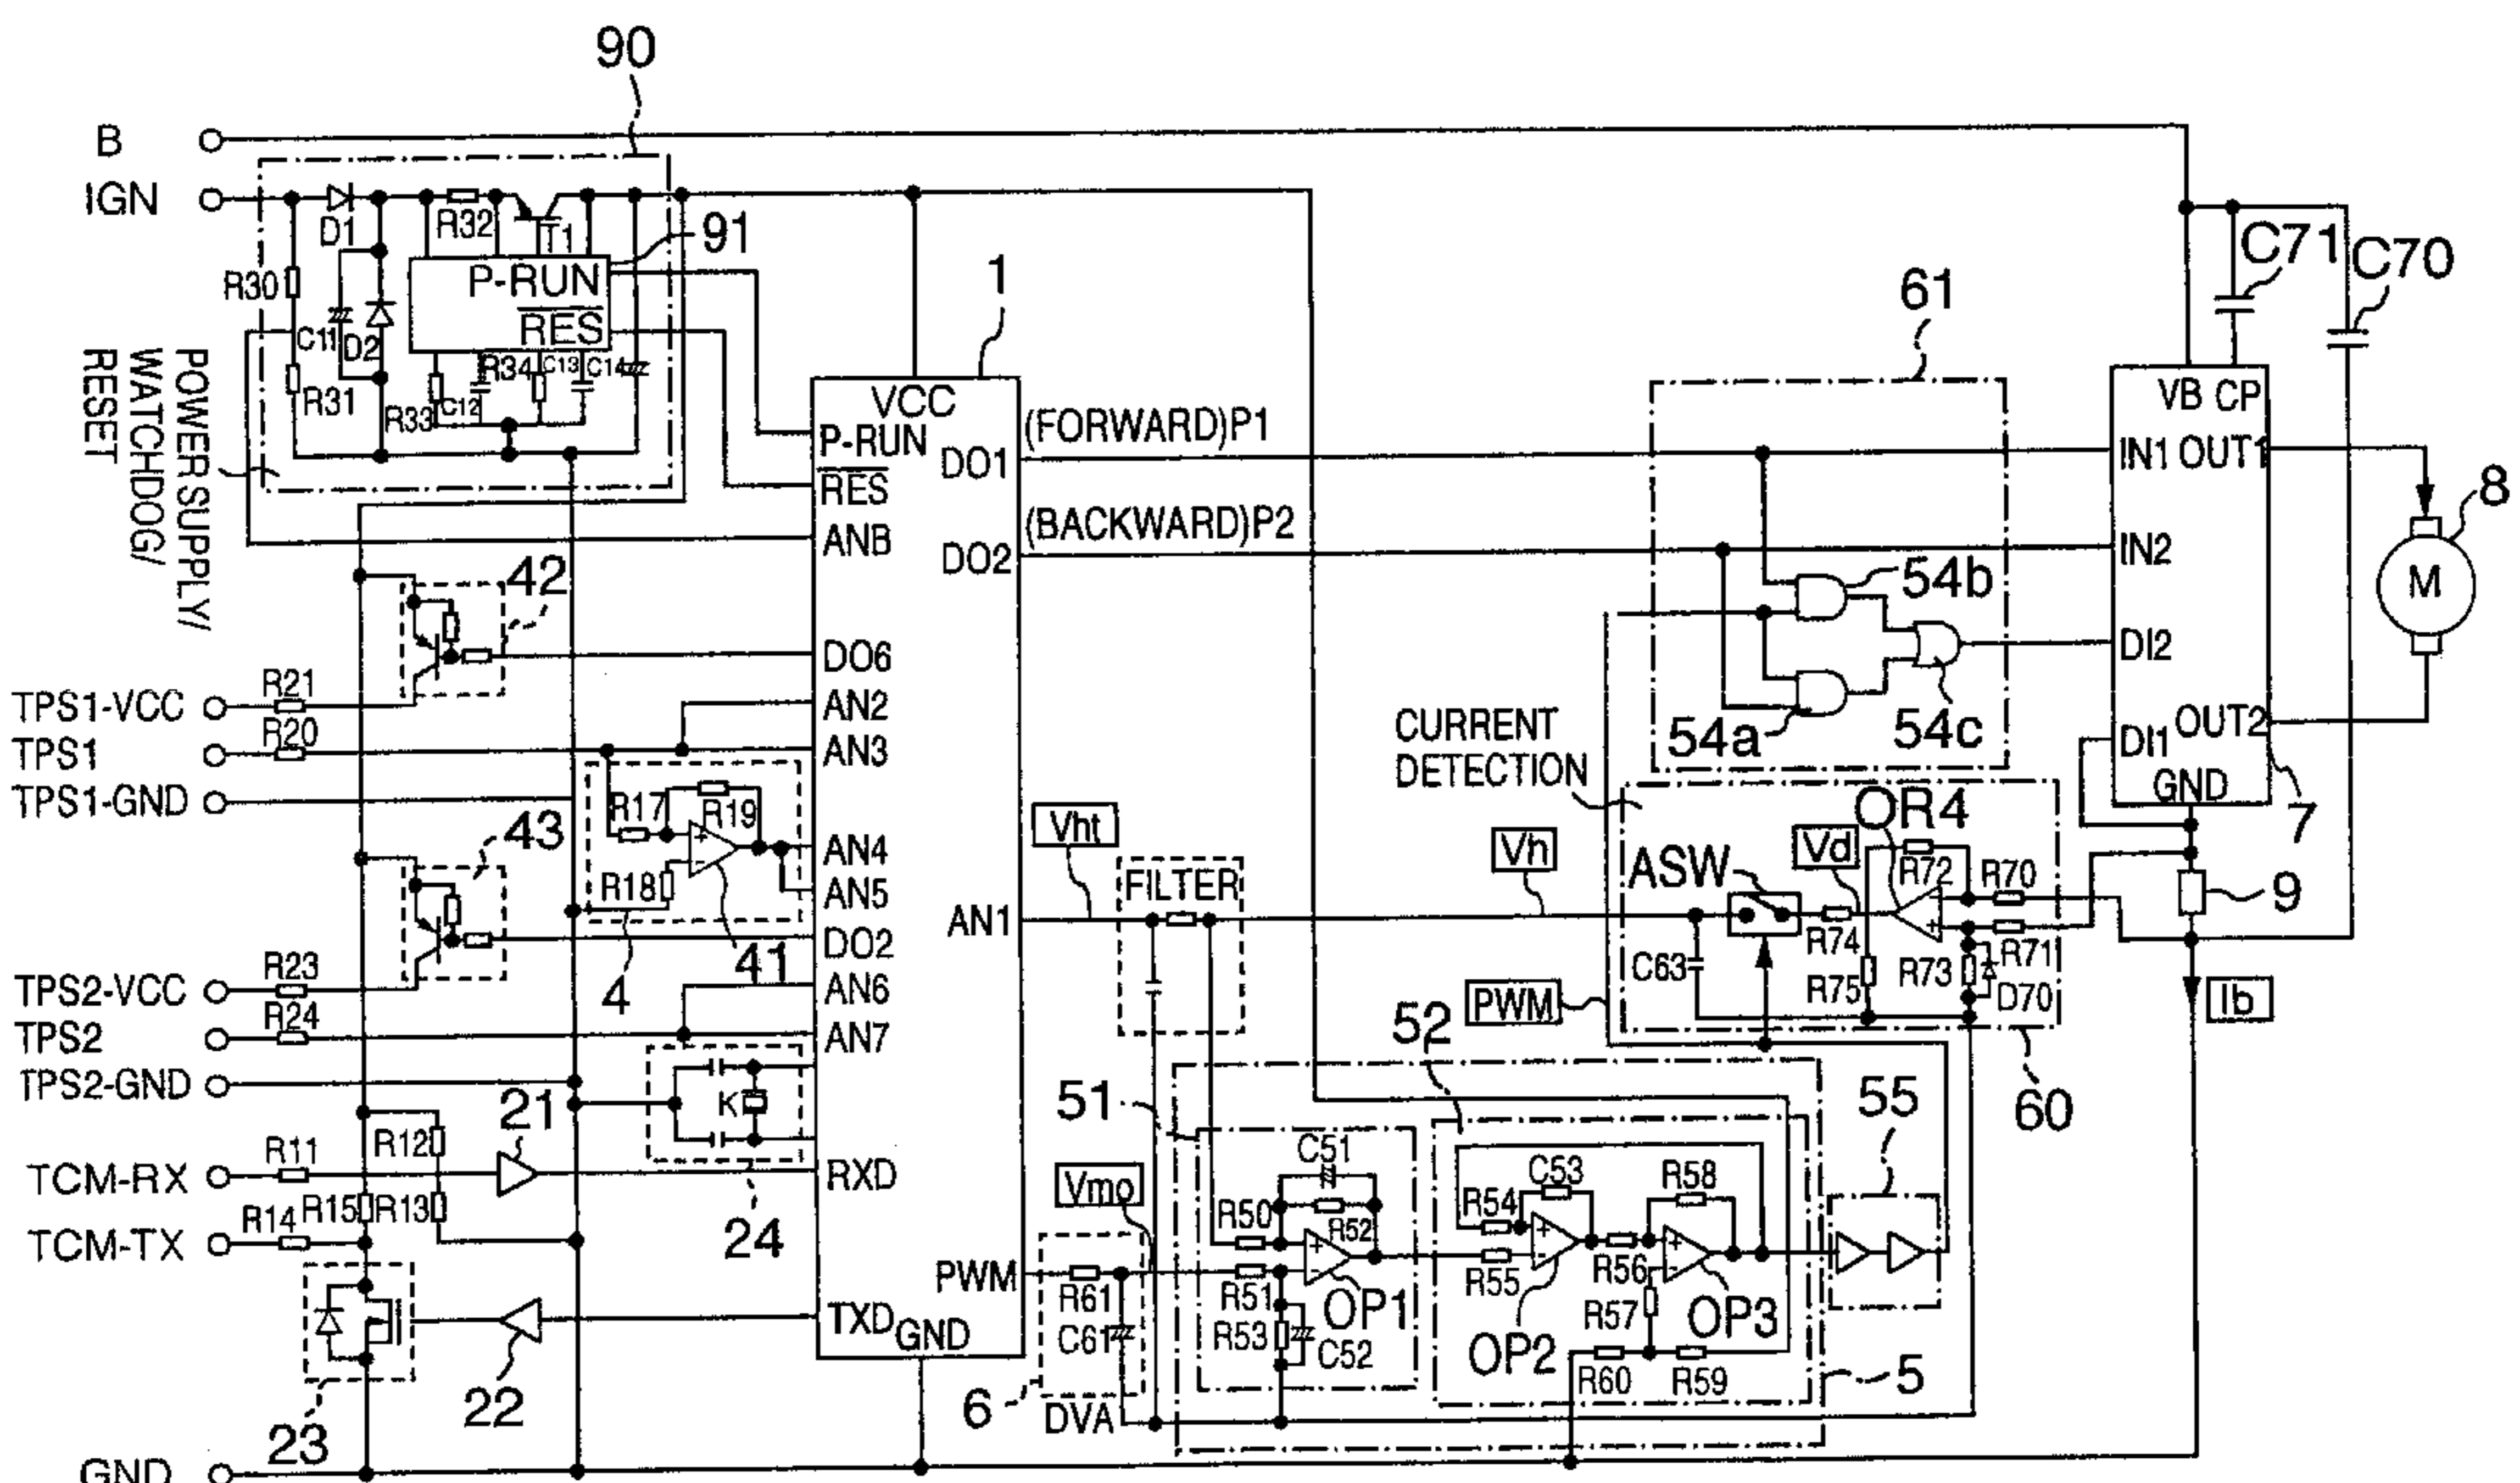 90
B
IGN
D1
R32
T1
91
R30
P-RUN
RES
C11
D2
R34
C13
C14
R31
R33
C12
POWER SUPPLY/
WATCHDOG/
RESET
1
VCC
P-RUN
RES
ANB
DO6
AN2
AN3
AN4
AN5
DO2
AN6
AN7
RXD
TXD
GND
DO1
DO2
AN1
PWM
(FORWARD)P1
(BACKWARD)P2
61
54b
54a
54c
C71
C70
VB CP
IN1 OUT1
IN2
DI2
OUT2
DI1
GND
7
8
M
9
Ib
42
TPS1-VCC
R21
TPS1
R20
TPS1-GND
R17
R19
R18
41
4
43
TPS2-VCC
R23
TPS2
R24
TPS2-GND
K
24
21
TCM-RX
R11
R12
R15
R13
TCM-TX
R14
23
22
GND
CURRENT
DETECTION
Vht
FILTER
Vh
ASW
Vd
OR4
R72
R70
R74
R71
C63
R75
R73
D70
PWM
60
52
51
55
Vmo
C51
R50
R52
R61
C61
R51
R53
OP1
C52
6
DVA
C53
R54
R58
R55
R56
R57
OP2
OP3
R60
R59
5